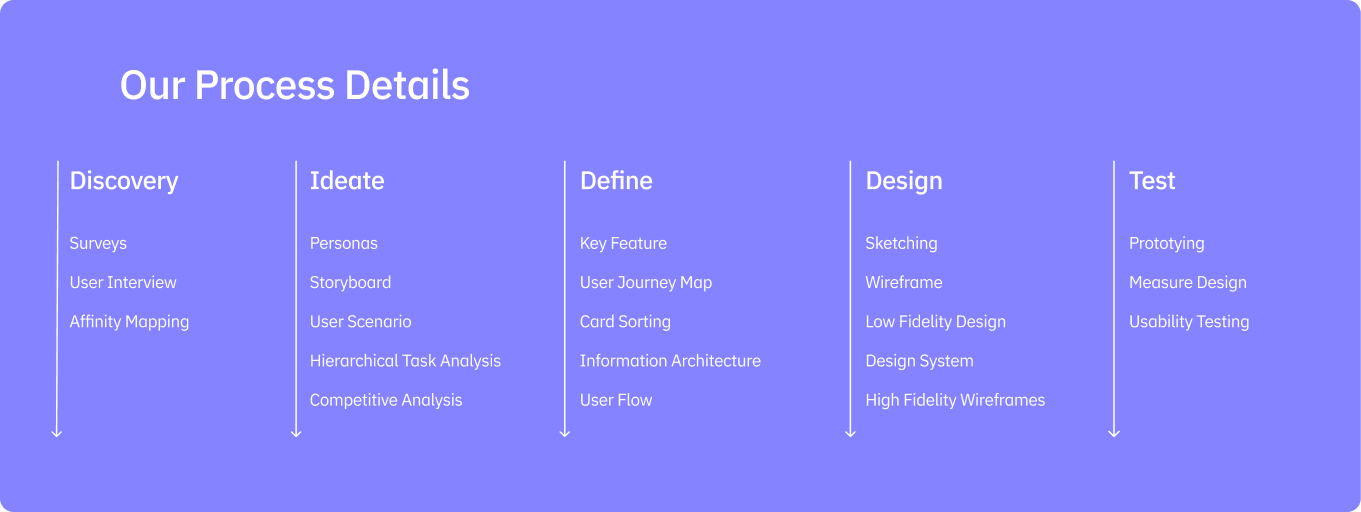 Our Process Details
Discovery
Surveys
User Interview
Affinity Mapping
Ideate
Personas
Storyboard
User Scenario
Hierarchical Task Analysis
Competitive Analysis
Define
Key Feature
User Journey Map
Card Sorting
Information Architecture
User Flow
Design
Sketching
Wireframe
Low Fidelity Design
Design System
High Fidelity Wireframes
Test
Prototying
Measure Design
Usability Testing